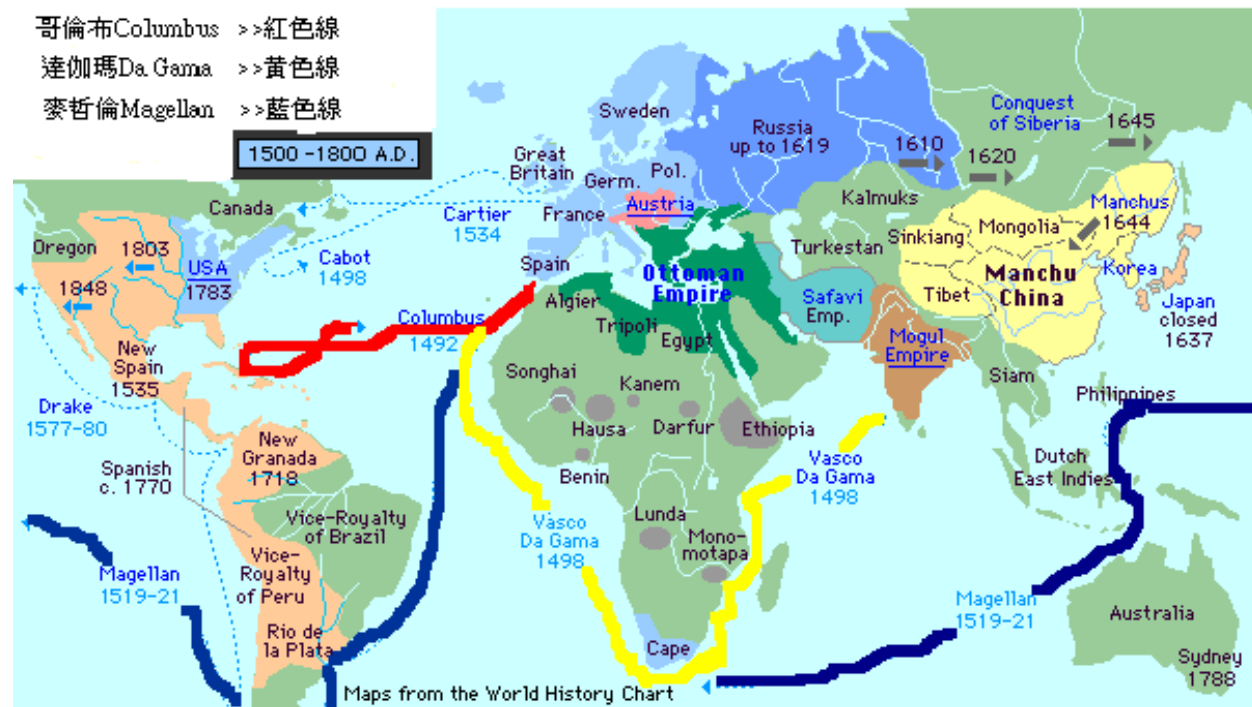 哥倫布Columbus >>紅色線
達伽瑪Da Gama >>黃色線
麥哲倫Magellan >>藍色線
1500-1800 A.D.
Sweden
Russia
up to 1619
Conquest
of Siberia
1645
1610
1620
Great
Britain
Pol.
Germ.
Kalmuks
Canada
Cartier
1534
France
Austria
Manchus
1644
Mongolia
Oregon
1803
Cabot
1498
Turkestan
Sinkiang
USA
1783
Spain
Ottoman
Empire
Manchu
China
Korea
1848
Algier
Safavi
Emp.
Tibet
Japan
closed
1637
Columbus
1492
Tripoli
Egypt
Mogul
Empire
New
Spain
1535
Songhai
Kanem
Siam
Philippines
Drake
1577-80
Hausa
Darfur
Ethiopia
New
Granada
1718
Vasco
Da Gama
1498
Dutch
East Indies
Spanish
c. 1770
Benin
Vice-Royalty
of Brazil
Vasco
Da Gama
1498
Lunda
Mono-
motapa
Vice-
Royalty
of Peru
Magellan
1519-21
Magellan
1519-21
Australia
Rio de
la Plata
Cape
Sydney
1788
Maps from the World History Chart